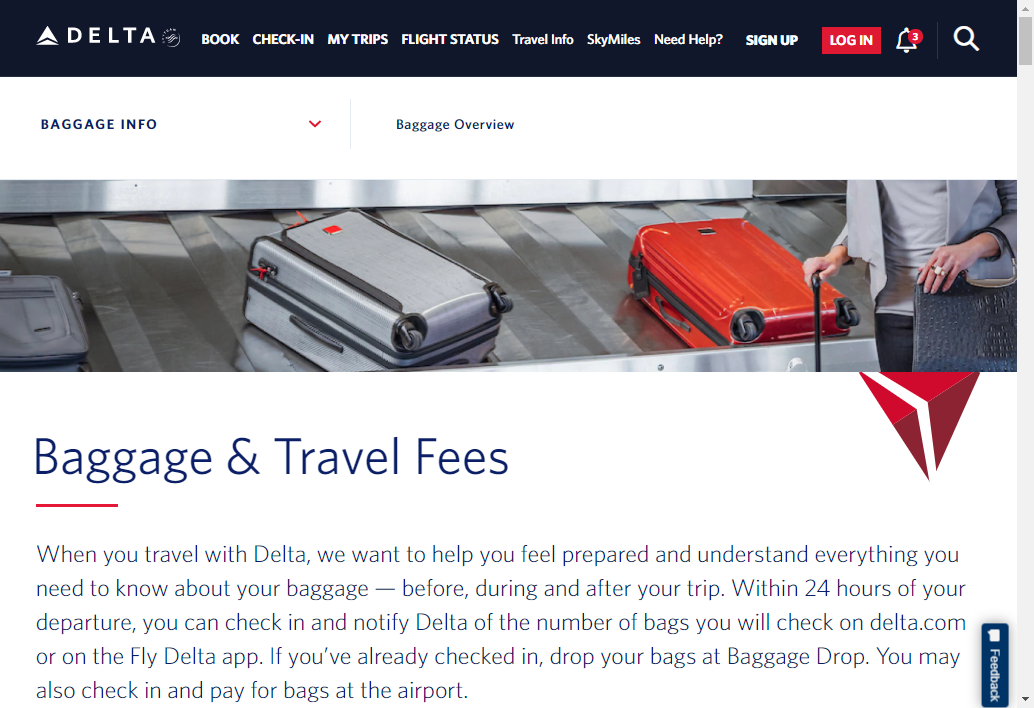 DELTA BOOK CHECK-IN MY TRIPS FLIGHT STATUS Travel Info SkyMiles Need Help? SIGN UP LOG IN 3
BAGGAGE INFO Baggage Overview
Baggage & Travel Fees
When you travel with Delta, we want to help you feel prepared and understand everything you
need to know about your baggage — before, during and after your trip. Within 24 hours of your
departure, you can check in and notify Delta of the number of bags you will check on delta.com
or on the Fly Delta app. If you’ve already checked in, drop your bags at Baggage Drop. You may
also check in and pay for bags at the airport.
Feedback